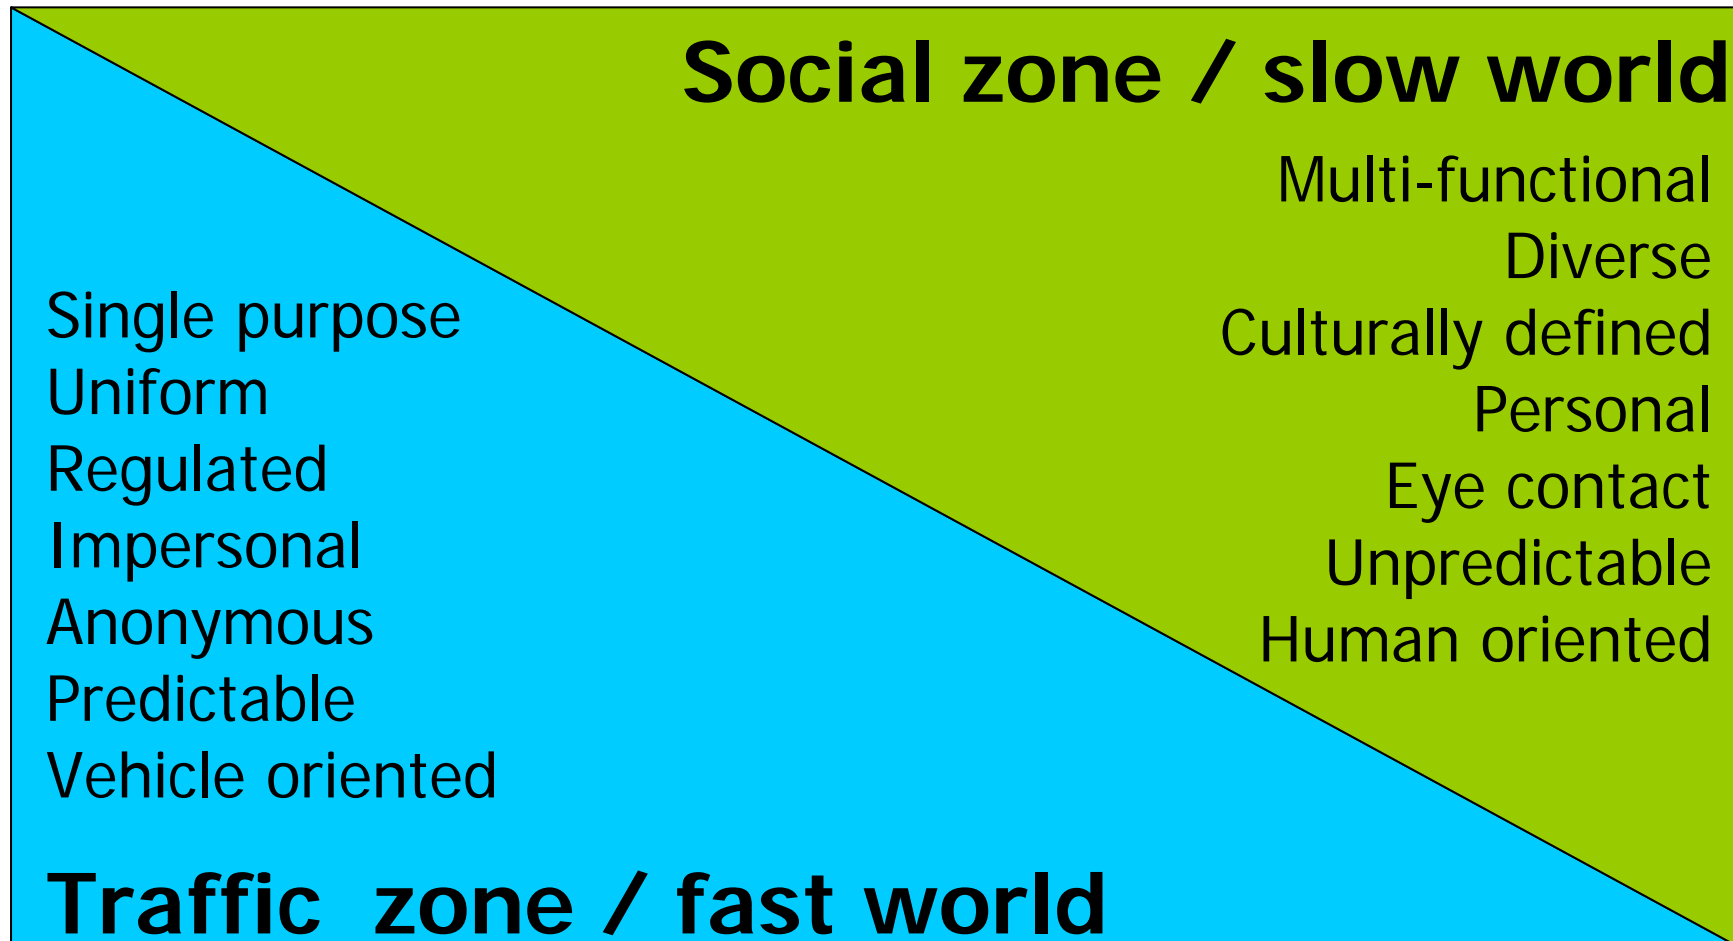 Social zone / slow world
Multi-functional
Diverse
Culturally defined
Personal
Eye contact
Unpredictable
Human oriented
Single purpose
Uniform
Regulated
Impersonal
Anonymous
Predictable
Vehicle oriented
Traffic zone / fast world